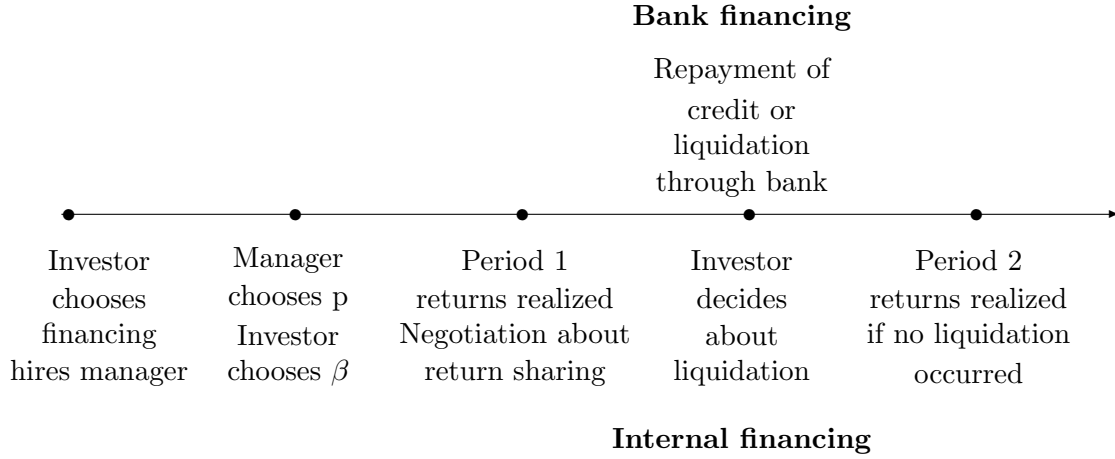 Bank financing
Repayment of
credit or
liquidation
through bank
Investor
chooses
financing
hires manager
Manager
chooses p
Investor
chooses β
Period 1
returns realized
Negotiation about
return sharing
Investor
decides
about
liquidation
Period 2
returns realized
if no liquidation
occurred
Internal financing